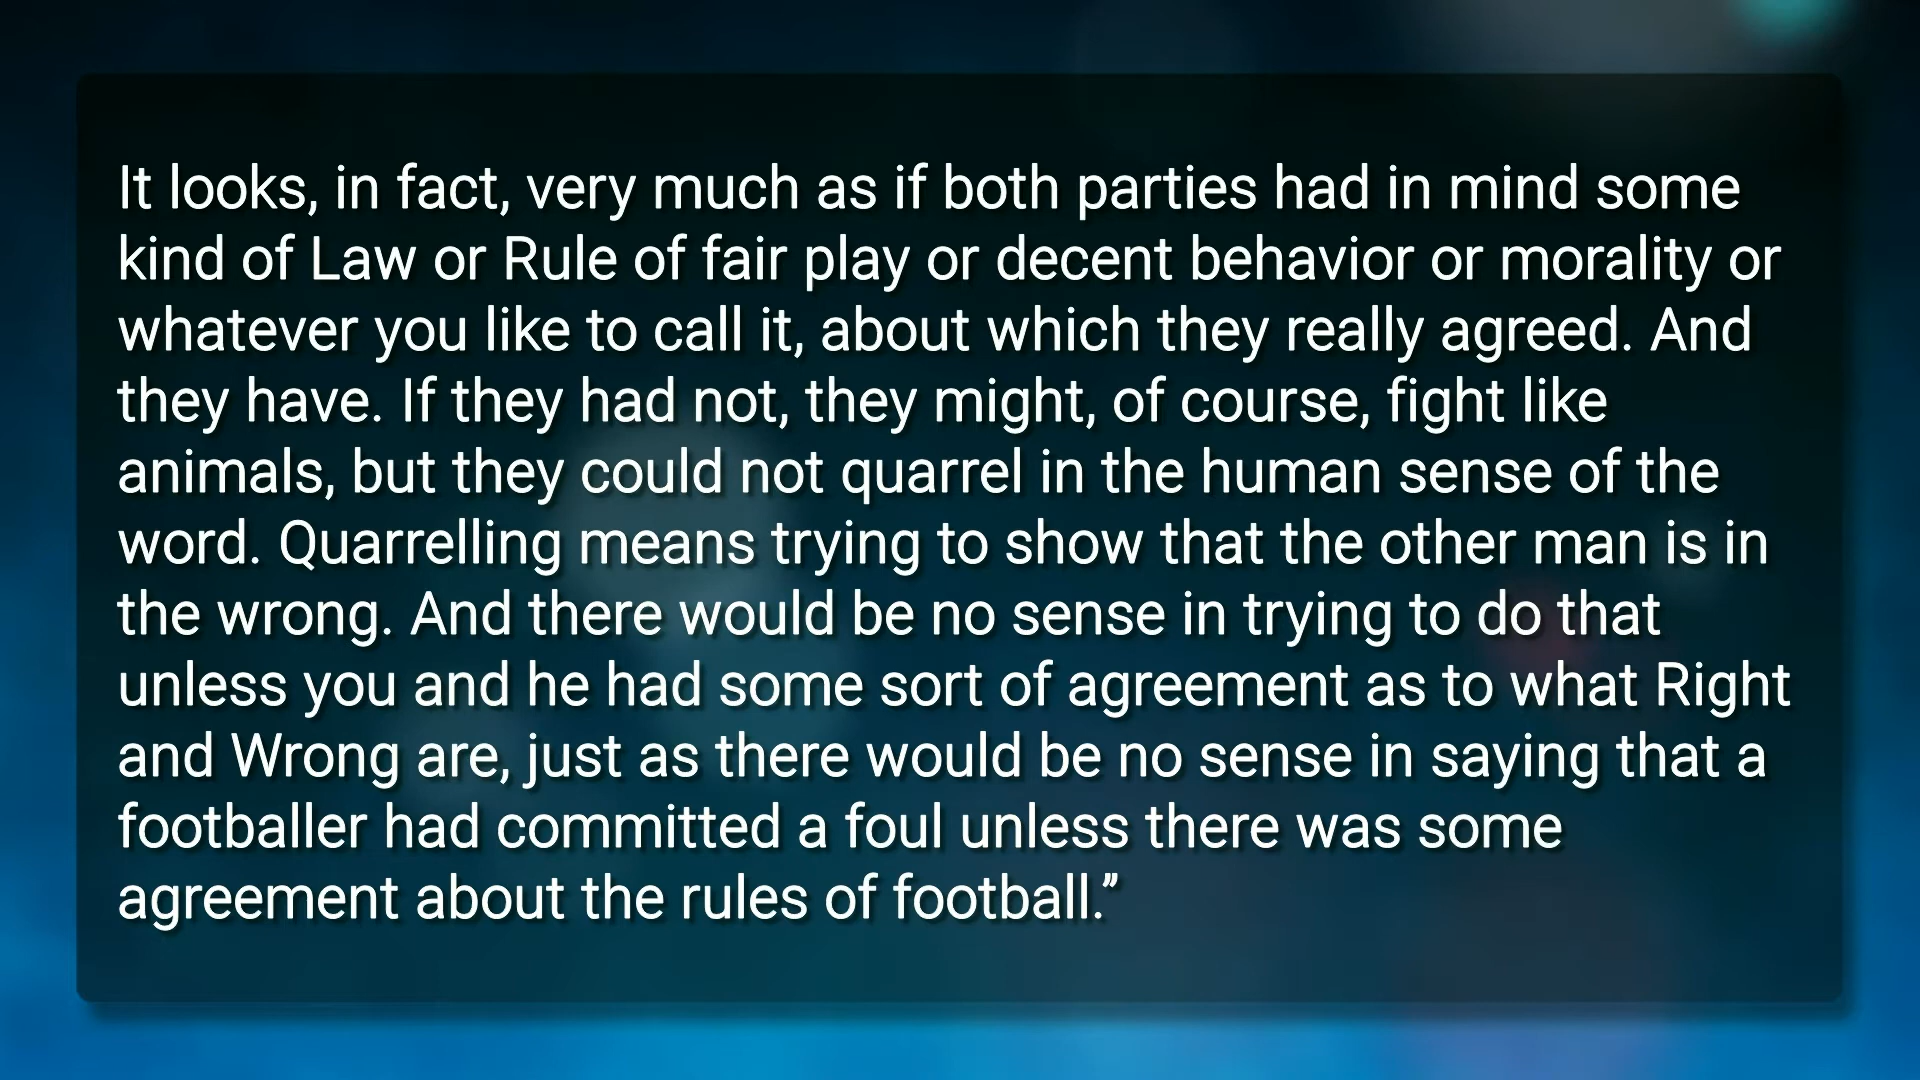 It looks, in fact, very much as if both parties had in mind some
kind of Law or Rule of fair play or decent behavior or morality or
whatever you like to call it, about which they really agreed. And
they have. If they had not, they might, of course, fight like
animals, but they could not quarrel in the human sense of the
word. Quarrelling means trying to show that the other man is in
the wrong. And there would be no sense in trying to do that
unless you and he had some sort of agreement as to what Right
and Wrong are, just as there would be no sense in saying that a
footballer had committed a foul unless there was some
agreement about the rules of football.”